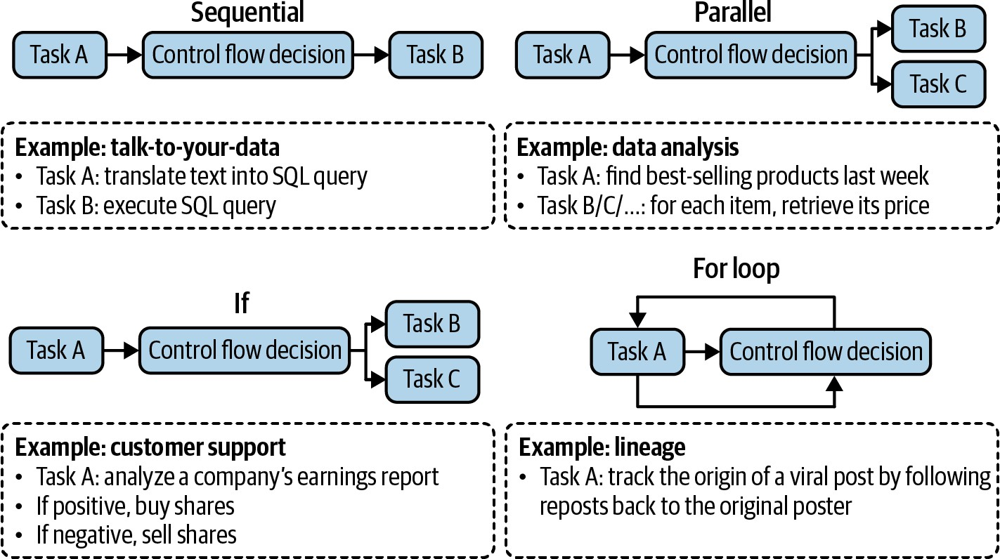 Sequential
Task A
Control flow decision
Task B
Example: talk-to-your-data
• Task A: translate text into SQL query
• Task B: execute SQL query
Parallel
Task A
Control flow decision
Task B
Task C
Example: data analysis
• Task A: find best-selling products last week
• Task B/C/...: for each item, retrieve its price
If
Task A
Control flow decision
Task B
Task C
Example: customer support
• Task A: analyze a company’s earnings report
• If positive, buy shares
• If negative, sell shares
For loop
Task A
Control flow decision
Example: lineage
• Task A: track the origin of a viral post by following
reposts back to the original poster